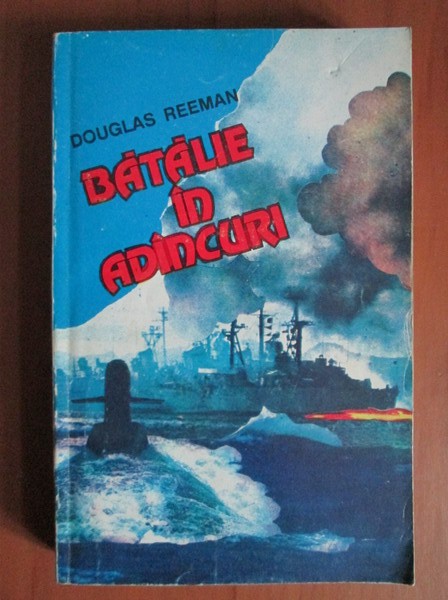 DOUGLAS REEMAN
BĂTĂLIE
ÎN
ADÎNCURI